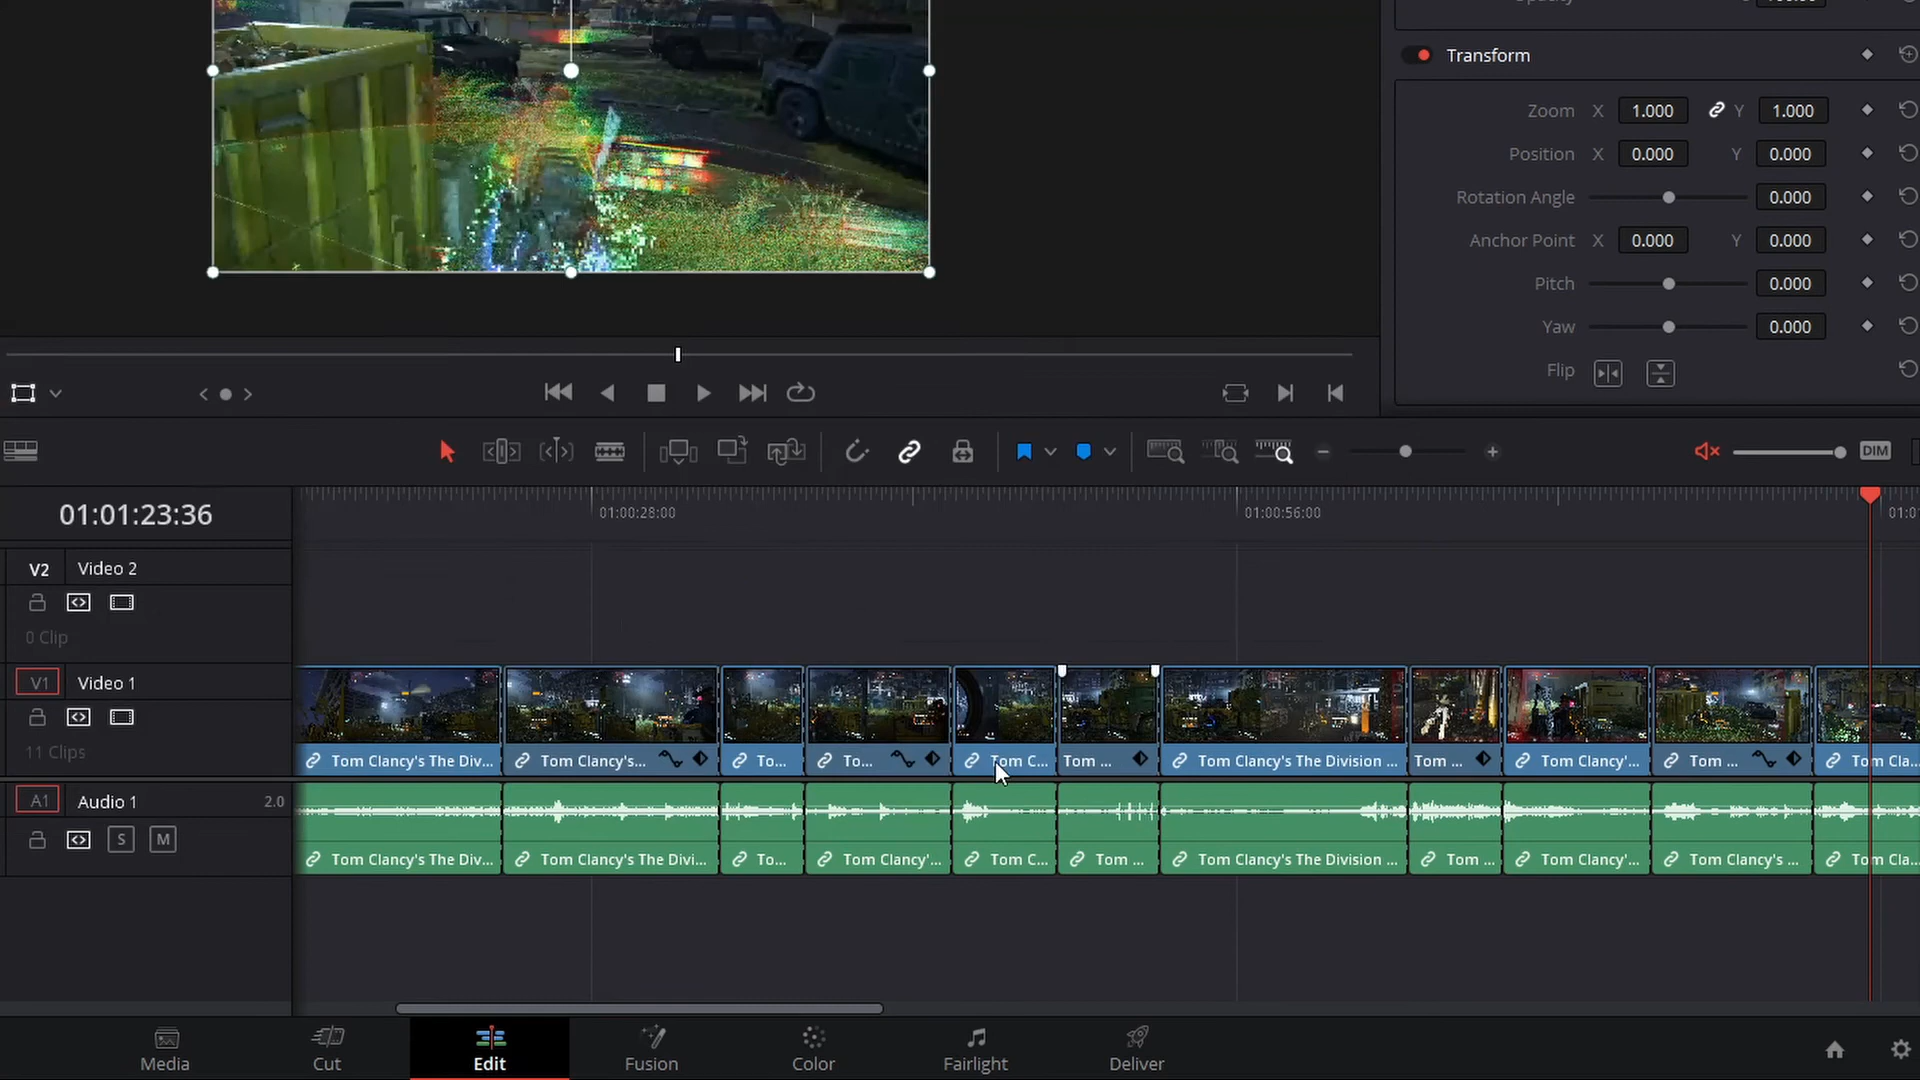 Transform
Zoom X 1.000 Y 1.000
Position X 0.000 Y 0.000
Rotation Angle 0.000
Anchor Point X 0.000 Y 0.000
Pitch 0.000
Yaw 0.000
Flip
DIM
01:01:23:36
01:00:28:00
01:00:56:00
V2 Video 2
0 Clip
V1 Video 1
11 Clips
Tom Clancy's The Div...
Tom Clancy's...
To...
To...
Tom C...
Tom ...
Tom Clancy's The Division ...
Tom ...
Tom Clancy'...
Tom ...
Tom Cla...
A1 Audio 1 2.0
S M
Tom Clancy's The Div...
Tom Clancy's The Divi...
To...
Tom Clancy'...
Tom C...
Tom ...
Tom Clancy's The Division ...
Tom ...
Tom Clancy'...
Tom Clancy's ...
Tom Cla...
Media
Cut
Edit
Fusion
Color
Fairlight
Deliver